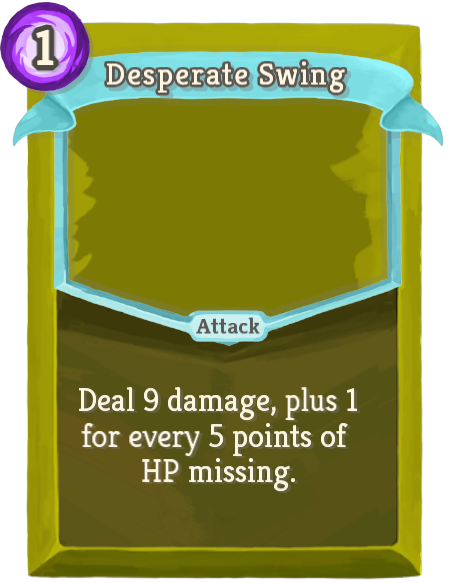 1
Desperate Swing
Attack
Deal 9 damage, plus 1
for every 5 points of
HP missing.